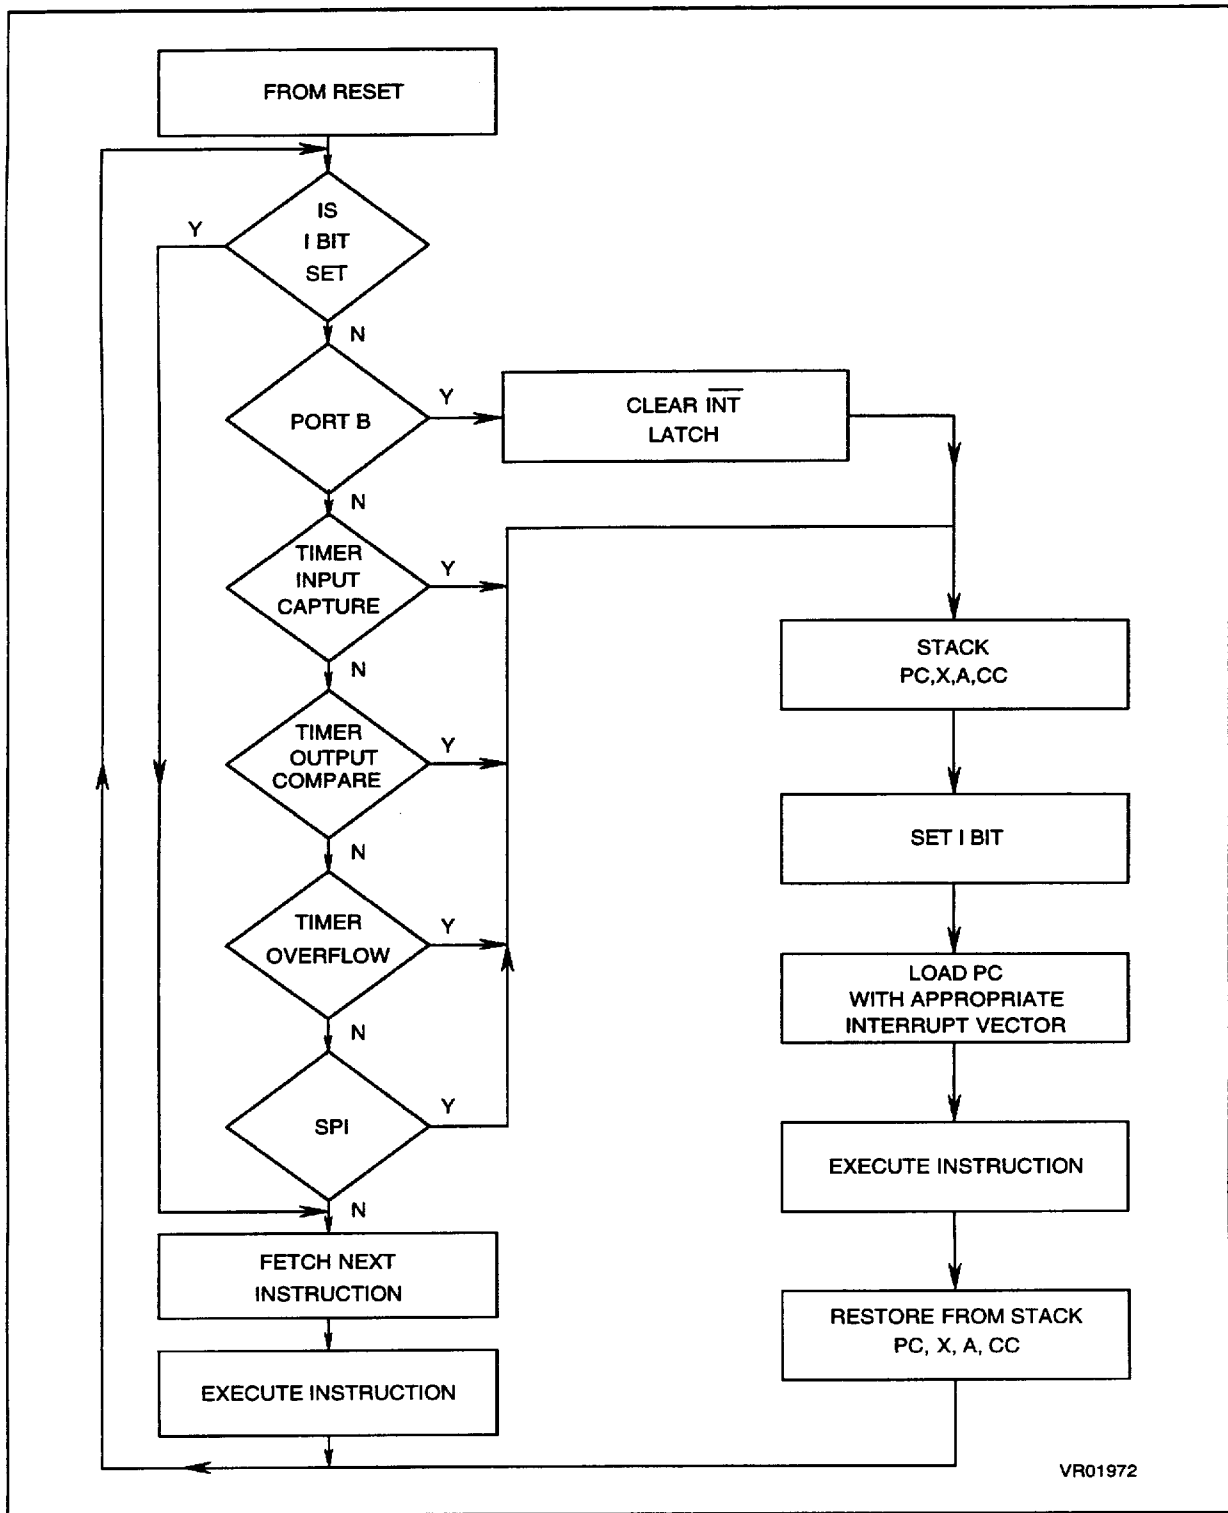 FROM RESET
IS
I BIT
SET
Y
N
PORT B
Y
CLEAR I̅N̅T̅
LATCH
N
TIMER
INPUT
CAPTURE
Y
N
TIMER
OUTPUT
COMPARE
Y
N
TIMER
OVERFLOW
Y
N
SPI
Y
N
FETCH NEXT
INSTRUCTION
EXECUTE INSTRUCTION
STACK
PC,X,A,CC
SET I BIT
LOAD PC
WITH APPROPRIATE
INTERRUPT VECTOR
EXECUTE INSTRUCTION
RESTORE FROM STACK
PC, X, A, CC
VR01972